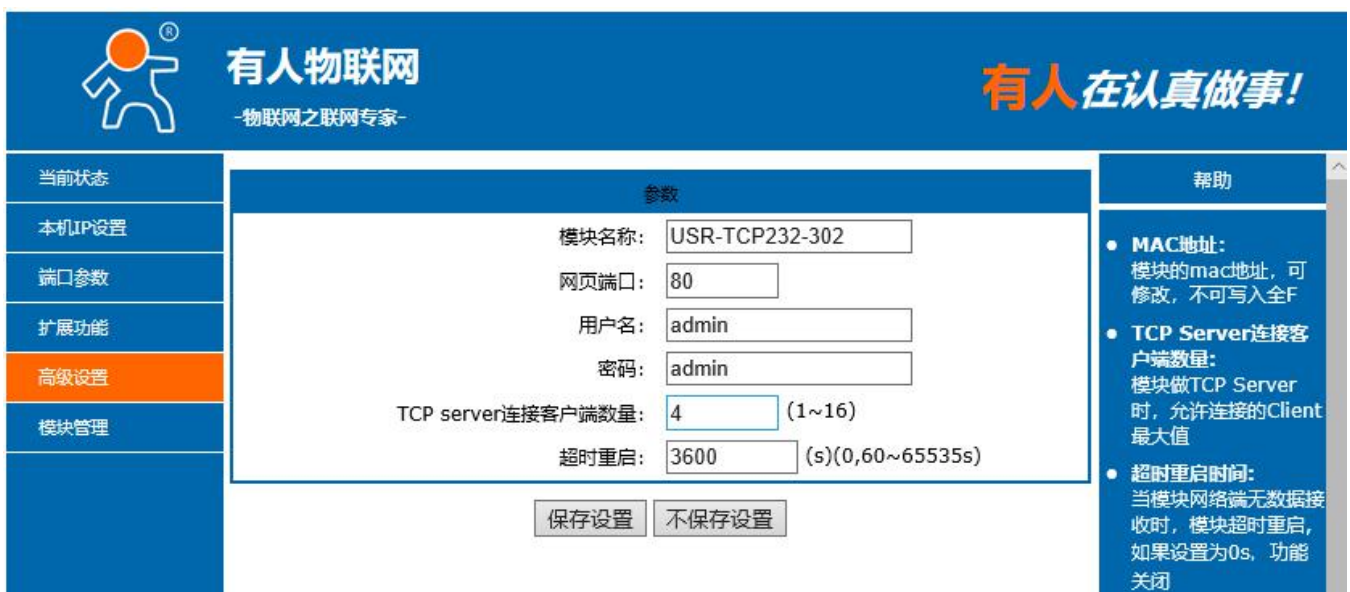 ®
有人物联网
-物联网之联网专家-
有人在认真做事!
当前状态
本机IP设置
端口参数
扩展功能
高级设置
模块管理
参数
模块名称: USR-TCP232-302
网页端口: 80
用户名: admin
密码: admin
TCP server连接客户端数量: 4 (1~16)
超时重启: 3600 (s)(0,60~65535s)
保存设置 不保存设置
帮助
● MAC地址:
模块的mac地址，可
修改，不可写入全F
● TCP Server连接客
户端数量:
模块做TCP Server
时，允许连接的Client
最大值
● 超时重启时间:
当模块网络端无数据接
收时，模块超时重启，
如果设置为0s，功能
关闭